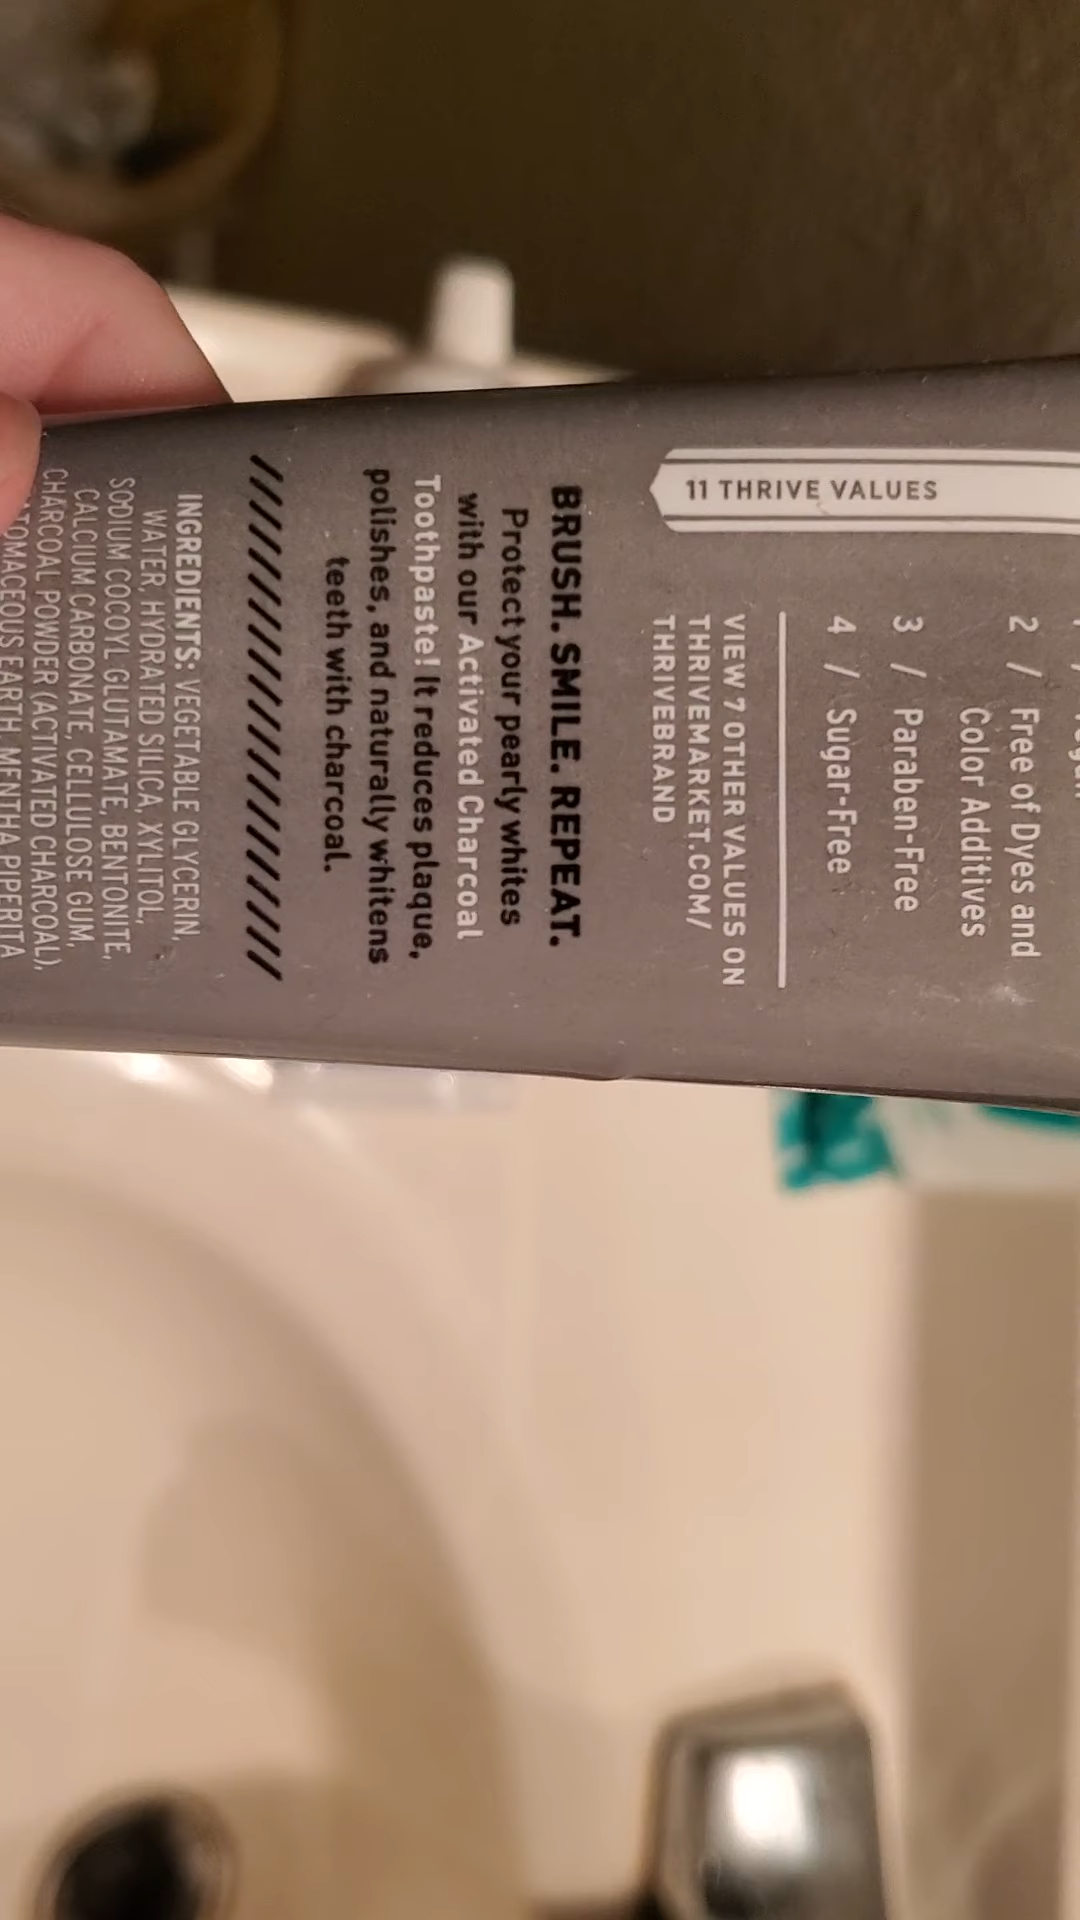 11 THRIVE VALUES
2 / Free of Dyes and
Color Additives
3 / Paraben-Free
4 / Sugar-Free
VIEW 7 OTHER VALUES ON
THRIVEMARKET.COM/
THRIVEBRAND
BRUSH. SMILE. REPEAT.
Protect your pearly whites
with our Activated Charcoal
Toothpaste! It reduces plaque,
polishes, and naturally whitens
teeth with charcoal.
INGREDIENTS: VEGETABLE GLYCERIN,
WATER, HYDRATED SILICA, XYLITOL,
SODIUM COCOYL GLUTAMATE, BENTONITE,
CALCIUM CARBONATE, CELLULOSE GUM,
CHARCOAL POWDER (ACTIVATED CHARCOAL),
EARTH, MENTHA PIPERITA